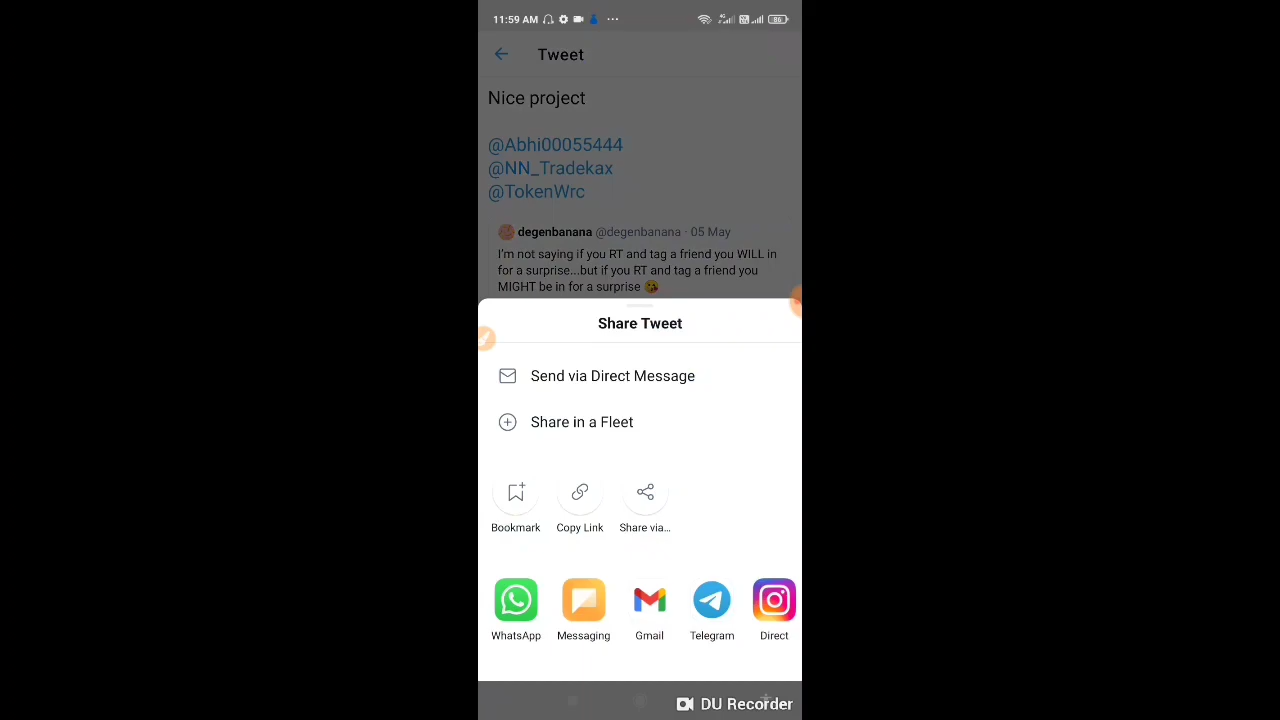 11:59 AM
86
Tweet
Nice project
@Abhi00055444
@NN_Tradekax
@TokenWrc
degenbanana @degenbanana · 05 May
I'm not saying if you RT and tag a friend you WILL in
for a surprise...but if you RT and tag a friend you
MIGHT be in for a surprise 😘
Share Tweet
Send via Direct Message
Share in a Fleet
Bookmark Copy Link Share via...
WhatsApp Messaging Gmail Telegram Direct
DU Recorder